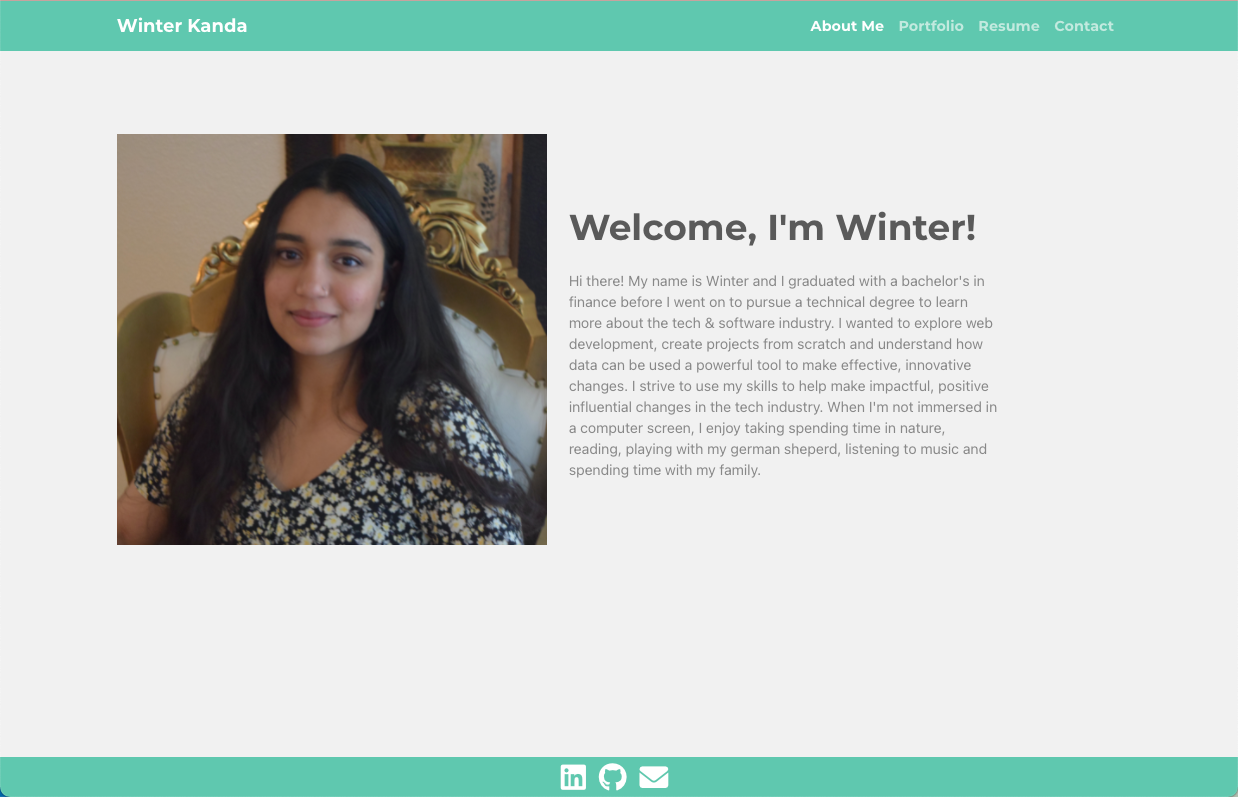 Winter Kanda
About Me Portfolio Resume Contact
Welcome, I'm Winter!
Hi there! My name is Winter and I graduated with a bachelor's in
finance before I went on to pursue a technical degree to learn
more about the tech & software industry. I wanted to explore web
development, create projects from scratch and understand how
data can be used a powerful tool to make effective, innovative
changes. I strive to use my skills to help make impactful, positive
influential changes in the tech industry. When I'm not immersed in
a computer screen, I enjoy taking spending time in nature,
reading, playing with my german sheperd, listening to music and
spending time with my family.
in